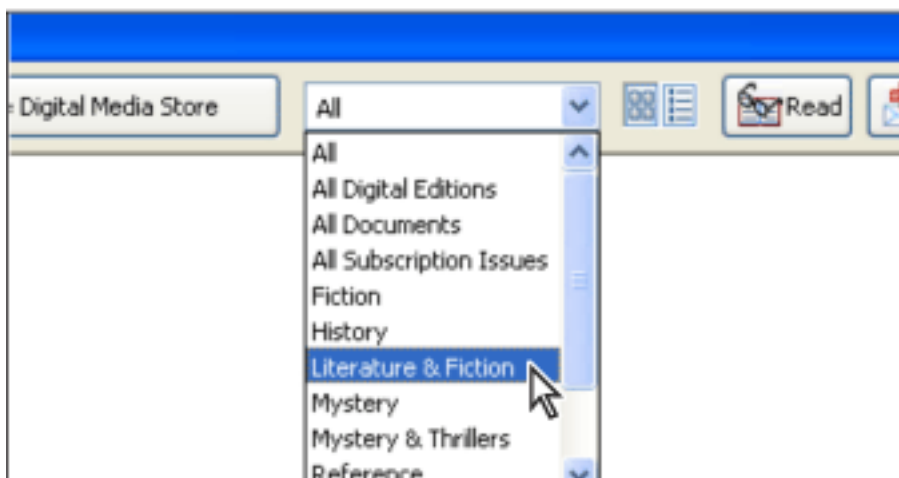 Digital Media Store
All
Read
All
All Digital Editions
All Documents
All Subscription Issues
Fiction
History
Literature & Fiction
Mystery
Mystery & Thrillers
Reference